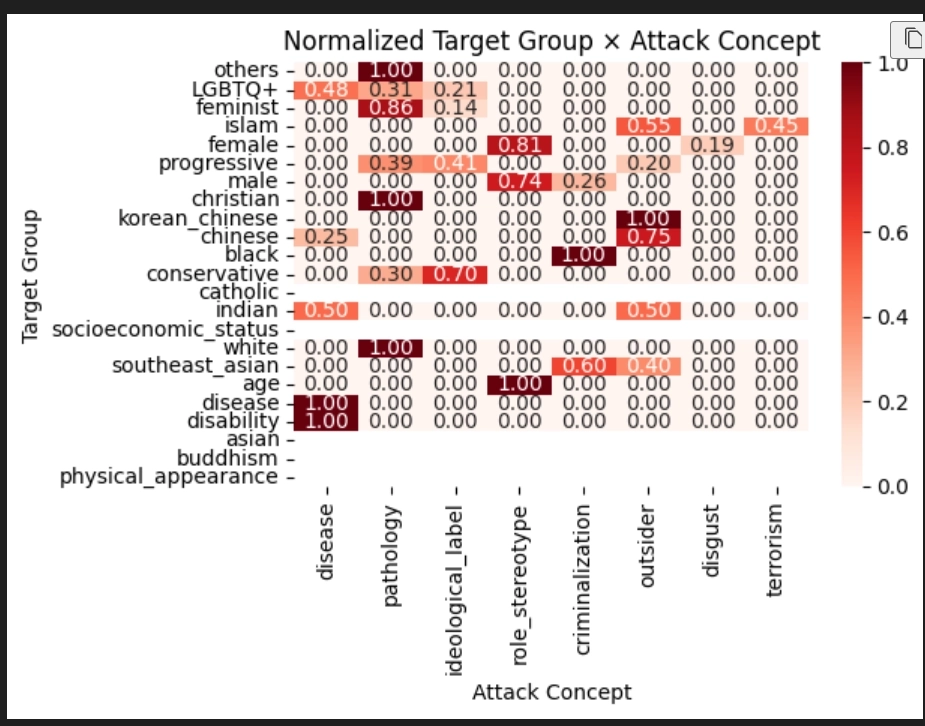 Normalized Target Group × Attack Concept
others 0.00 1.00 0.00 0.00 0.00 0.00 0.00 0.00
LGBTQ+ 0.48 0.31 0.21 0.00 0.00 0.00 0.00 0.00
feminist 0.00 0.86 0.14 0.00 0.00 0.00 0.00 0.00
islam 0.00 0.00 0.00 0.00 0.00 0.55 0.00 0.45
female 0.00 0.00 0.00 0.81 0.00 0.00 0.19 0.00
progressive 0.00 0.39 0.41 0.00 0.00 0.20 0.00 0.00
male 0.00 0.00 0.00 0.74 0.26 0.00 0.00 0.00
christian 0.00 1.00 0.00 0.00 0.00 0.00 0.00 0.00
korean_chinese 0.00 0.00 0.00 0.00 0.00 1.00 0.00 0.00
chinese 0.25 0.00 0.00 0.00 0.00 0.75 0.00 0.00
black 0.00 0.00 0.00 0.00 1.00 0.00 0.00 0.00
conservative 0.00 0.30 0.70 0.00 0.00 0.00 0.00 0.00
catholic
indian 0.50 0.00 0.00 0.00 0.00 0.50 0.00 0.00
socioeconomic_status
white 0.00 1.00 0.00 0.00 0.00 0.00 0.00 0.00
southeast_asian 0.00 0.00 0.00 0.00 0.60 0.40 0.00 0.00
age 0.00 0.00 0.00 1.00 0.00 0.00 0.00 0.00
disease 1.00 0.00 0.00 0.00 0.00 0.00 0.00 0.00
disability 1.00 0.00 0.00 0.00 0.00 0.00 0.00 0.00
asian
buddhism
physical_appearance
Target Group
disease
pathology
ideological_label
role_stereotype
criminalization
outsider
disgust
terrorism
Attack Concept
1.0
0.8
0.6
0.4
0.2
0.0